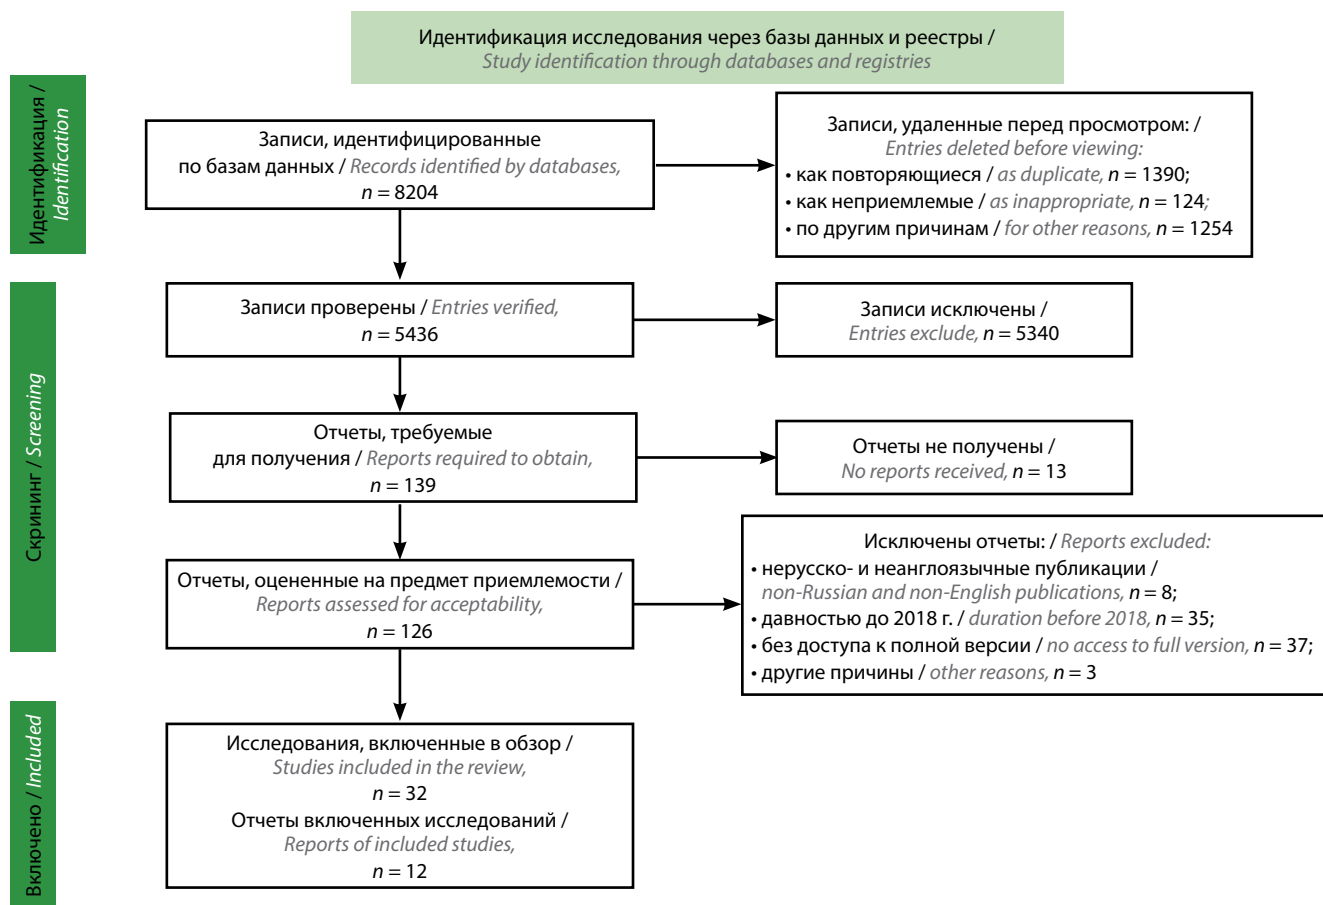 Идентификация исследования через базы данных и реестры /
Study identification through databases and registries
Идентификация /
Identification
Записи, идентифицированные
по базам данных / Records identified by databases,
n = 8204
Записи, удаленные перед просмотром: /
Entries deleted before viewing:
• как повторяющиеся / as duplicate, n = 1390;
• как неприемлемые / as inappropriate, n = 124;
• по другим причинам / for other reasons, n = 1254
Скрининг / Screening
Записи проверены / Entries verified,
n = 5436
Записи исключены /
Entries exclude, n = 5340
Отчеты, требуемые
для получения / Reports required to obtain,
n = 139
Отчеты не получены /
No reports received, n = 13
Отчеты, оцененные на предмет приемлемости /
Reports assessed for acceptability,
n = 126
Исключены отчеты: / Reports excluded:
• нерусско- и неанглоязычные публикации /
non-Russian and non-English publications, n = 8;
• давностью до 2018 г. / duration before 2018, n = 35;
• без доступа к полной версии / no access to full version, n = 37;
• другие причины / other reasons, n = 3
Включено / Included
Исследования, включенные в обзор /
Studies included in the review,
n = 32
Отчеты включенных исследований /
Reports of included studies,
n = 12